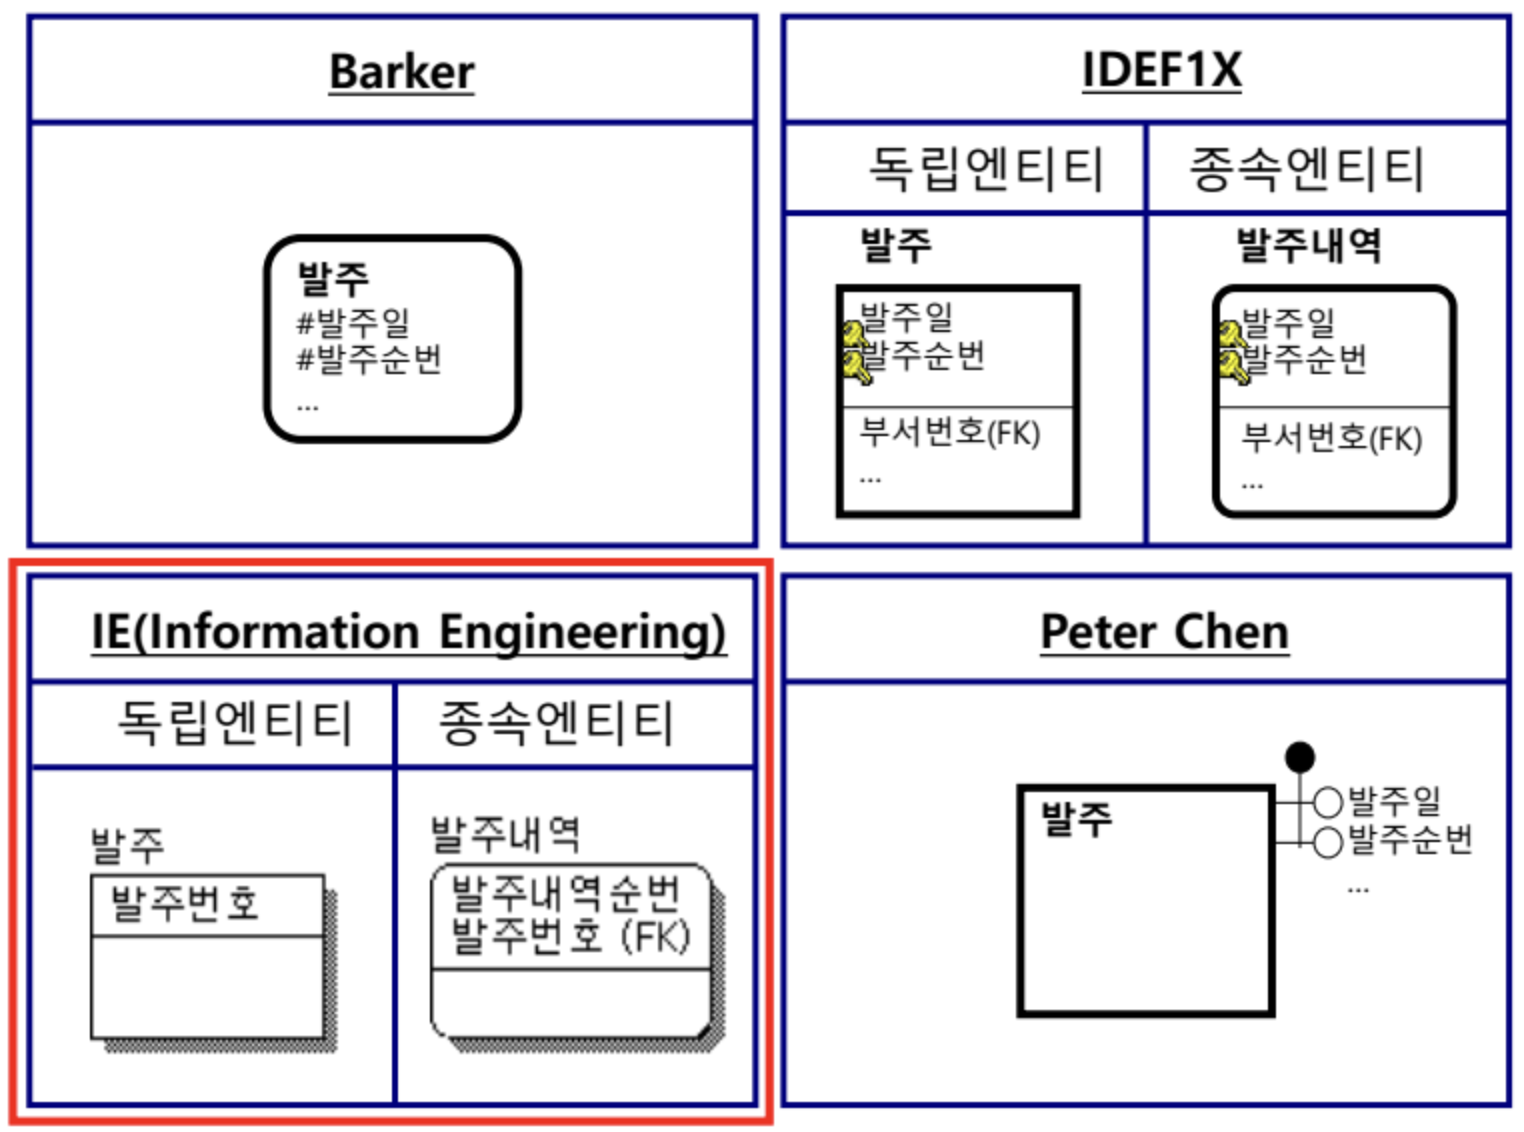 Barker
발주
#발주일
#발주순번
...
IDEF1X
독립엔티티
종속엔티티
발주
발주일
발주순번
부서번호(FK)
...
발주내역
발주일
발주순번
부서번호(FK)
...
IE(Information Engineering)
독립엔티티
종속엔티티
발주
발주번호
발주내역
발주내역순번
발주번호 (FK)
Peter Chen
발주
발주일
발주순번
...